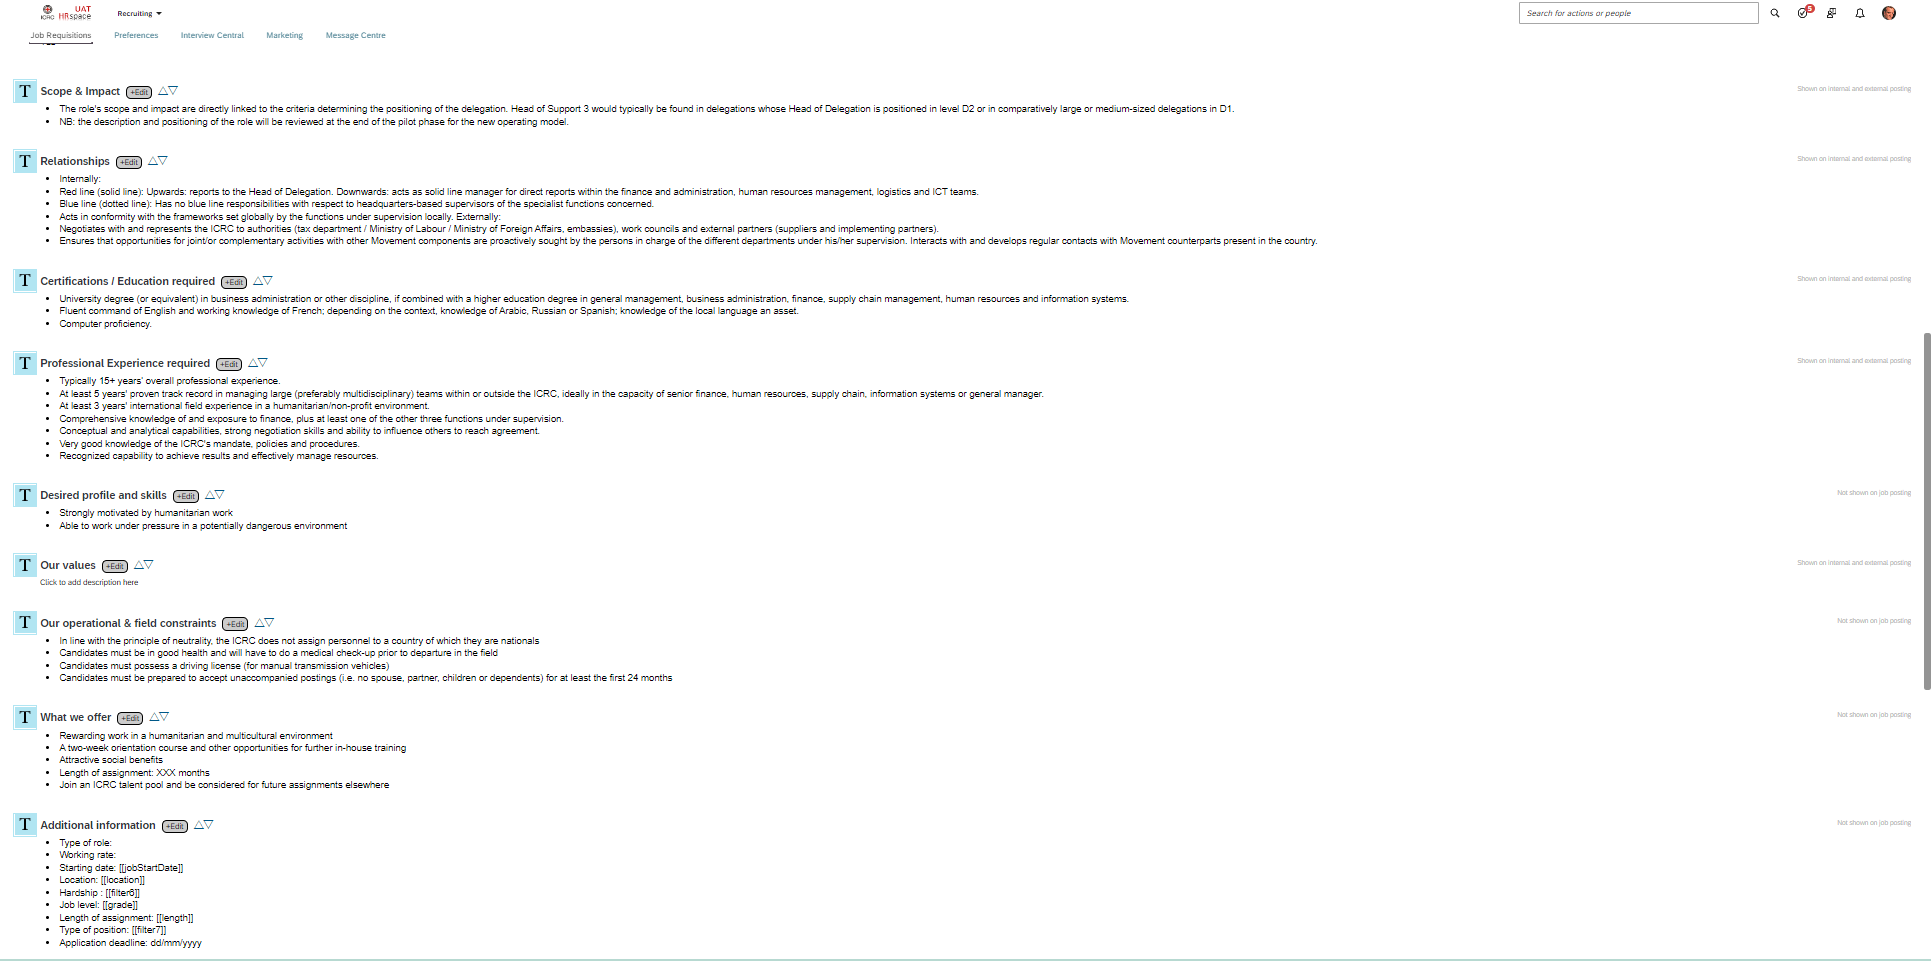 UAT
ICRC HRspace
Recruiting
Search for actions or people
5
Job Requisitions
Preferences
Interview Central
Marketing
Message Centre
T Scope & Impact +Edit
Shown on internal and external posting
• The role's scope and impact are directly linked to the criteria determining the positioning of the delegation. Head of Support 3 would typically be found in delegations whose Head of Delegation is positioned in level D2 or in comparatively large or medium-sized delegations in D1.
• NB: the description and positioning of the role will be reviewed at the end of the pilot phase for the new operating model.
T Relationships +Edit
Shown on internal and external posting
• Internally:
• Red line (solid line): Upwards: reports to the Head of Delegation. Downwards: acts as solid line manager for direct reports within the finance and administration, human resources management, logistics and ICT teams.
• Blue line (dotted line): Has no blue line responsibilities with respect to headquarters-based supervisors of the specialist functions concerned.
• Acts in conformity with the frameworks set globally by the functions under supervision locally. Externally:
• Negotiates with and represents the ICRC to authorities (tax department / Ministry of Labour / Ministry of Foreign Affairs, embassies), work councils and external partners (suppliers and implementing partners).
• Ensures that opportunities for joint/or complementary activities with other Movement components are proactively sought by the persons in charge of the different departments under his/her supervision. Interacts with and develops regular contacts with Movement counterparts present in the country.
T Certifications / Education required +Edit
Shown on internal and external posting
• University degree (or equivalent) in business administration or other discipline, if combined with a higher education degree in general management, business administration, finance, supply chain management, human resources and information systems.
• Fluent command of English and working knowledge of French; depending on the context, knowledge of Arabic, Russian or Spanish; knowledge of the local language an asset.
• Computer proficiency.
T Professional Experience required +Edit
Shown on internal and external posting
• Typically 15+ years' overall professional experience.
• At least 5 years' proven track record in managing large (preferably multidisciplinary) teams within or outside the ICRC, ideally in the capacity of senior finance, human resources, supply chain, information systems or general manager.
• At least 3 years' international field experience in a humanitarian/non-profit environment.
• Comprehensive knowledge of and exposure to finance, plus at least one of the other three functions under supervision.
• Conceptual and analytical capabilities, strong negotiation skills and ability to influence others to reach agreement.
• Very good knowledge of the ICRC's mandate, policies and procedures.
• Recognized capability to achieve results and effectively manage resources.
T Desired profile and skills +Edit
Not shown on job posting
• Strongly motivated by humanitarian work
• Able to work under pressure in a potentially dangerous environment
T Our values +Edit
Shown on internal and external posting
Click to add description here
T Our operational & field constraints +Edit
Not shown on job posting
• In line with the principle of neutrality, the ICRC does not assign personnel to a country of which they are nationals
• Candidates must be in good health and will have to do a medical check-up prior to departure in the field
• Candidates must possess a driving license (for manual transmission vehicles)
• Candidates must be prepared to accept unaccompanied postings (i.e. no spouse, partner, children or dependents) for at least the first 24 months
T What we offer +Edit
Not shown on job posting
• Rewarding work in a humanitarian and multicultural environment
• A two-week orientation course and other opportunities for further in-house training
• Attractive social benefits
• Length of assignment: XXX months
• Join an ICRC talent pool and be considered for future assignments elsewhere
T Additional information +Edit
Not shown on job posting
• Type of role:
• Working rate:
• Starting date: [[jobStartDate]]
• Location: [[location]]
• Hardship : [[filter6]]
• Job level: [[grade]]
• Length of assignment: [[length]]
• Type of position: [[filter7]]
• Application deadline: dd/mm/yyyy